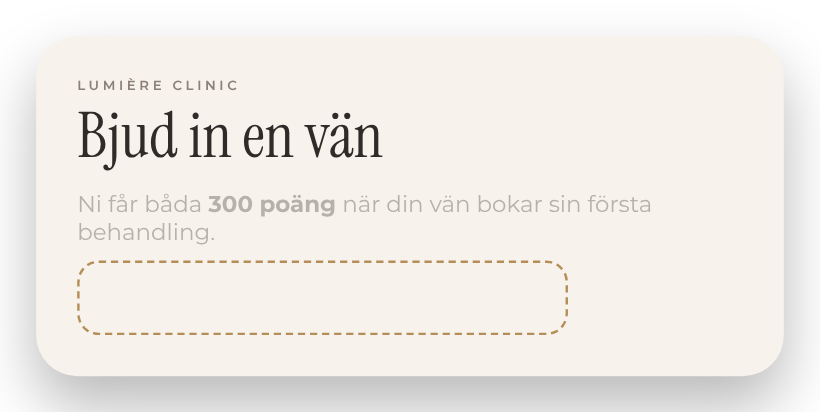 LUMIÈRE CLINIC
Bjud in en vän
Ni får båda 300 poäng när din vän bokar sin första
behandling.